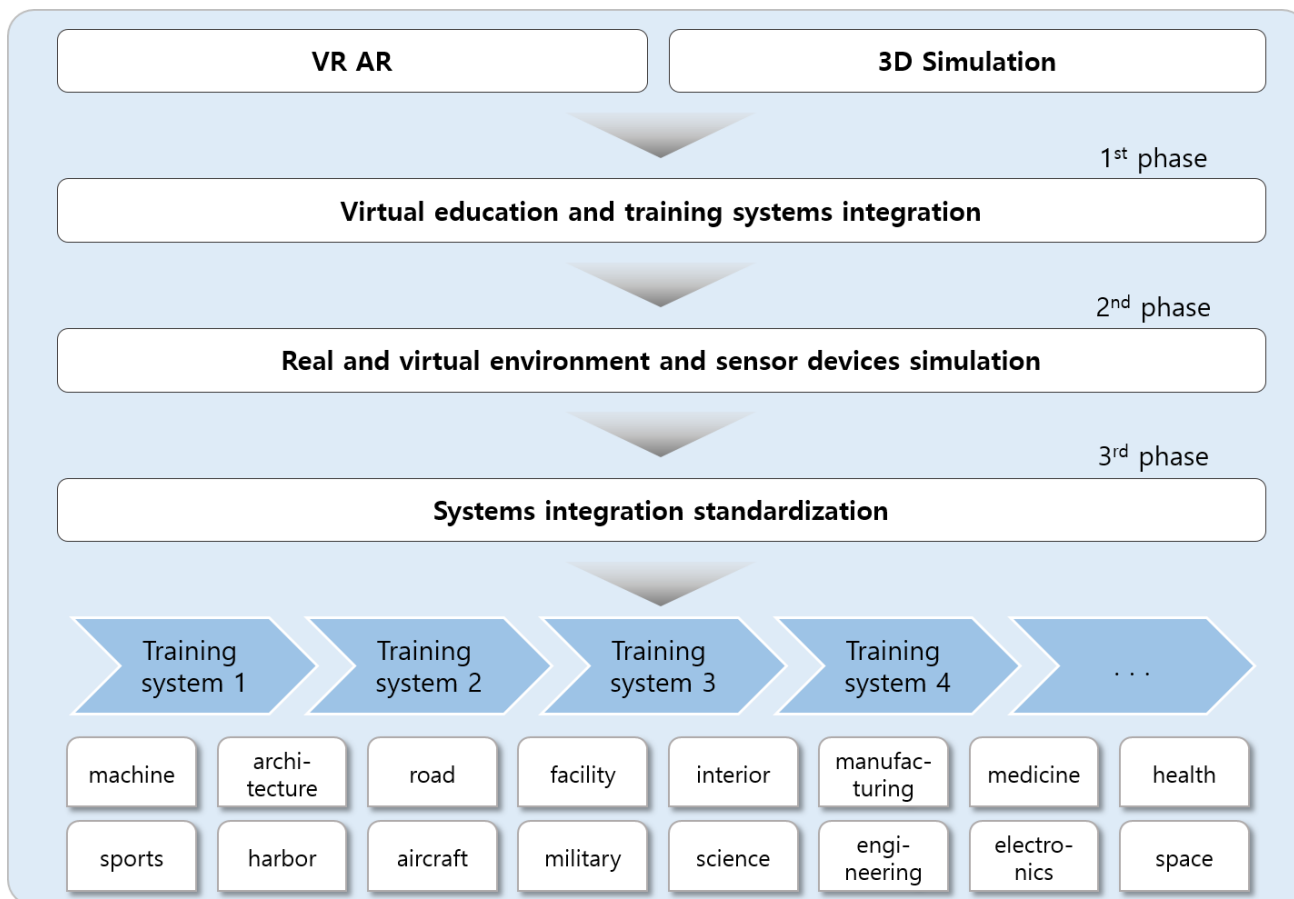 VR AR
3D Simulation
1st phase
Virtual education and training systems integration
2nd phase
Real and virtual environment and sensor devices simulation
3rd phase
Systems integration standardization
Training
system 1
Training
system 2
Training
system 3
Training
system 4
. . .
machine
archi-
tecture
road
facility
interior
manufac-
turing
medicine
health
sports
harbor
aircraft
military
science
engi-
neering
electro-
nics
space